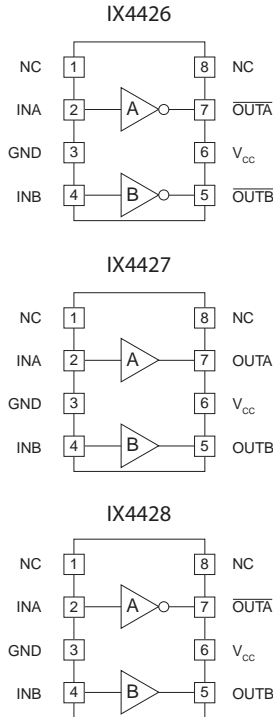 IX4426
NC 1 8 NC
INA 2 A 7 OUTA
GND 3 6 VCC
INB 4 B 5 OUTB
IX4427
NC 1 8 NC
INA 2 A 7 OUTA
GND 3 6 VCC
INB 4 B 5 OUTB
IX4428
NC 1 8 NC
INA 2 A 7 OUTA
GND 3 6 VCC
INB 4 B 5 OUTB